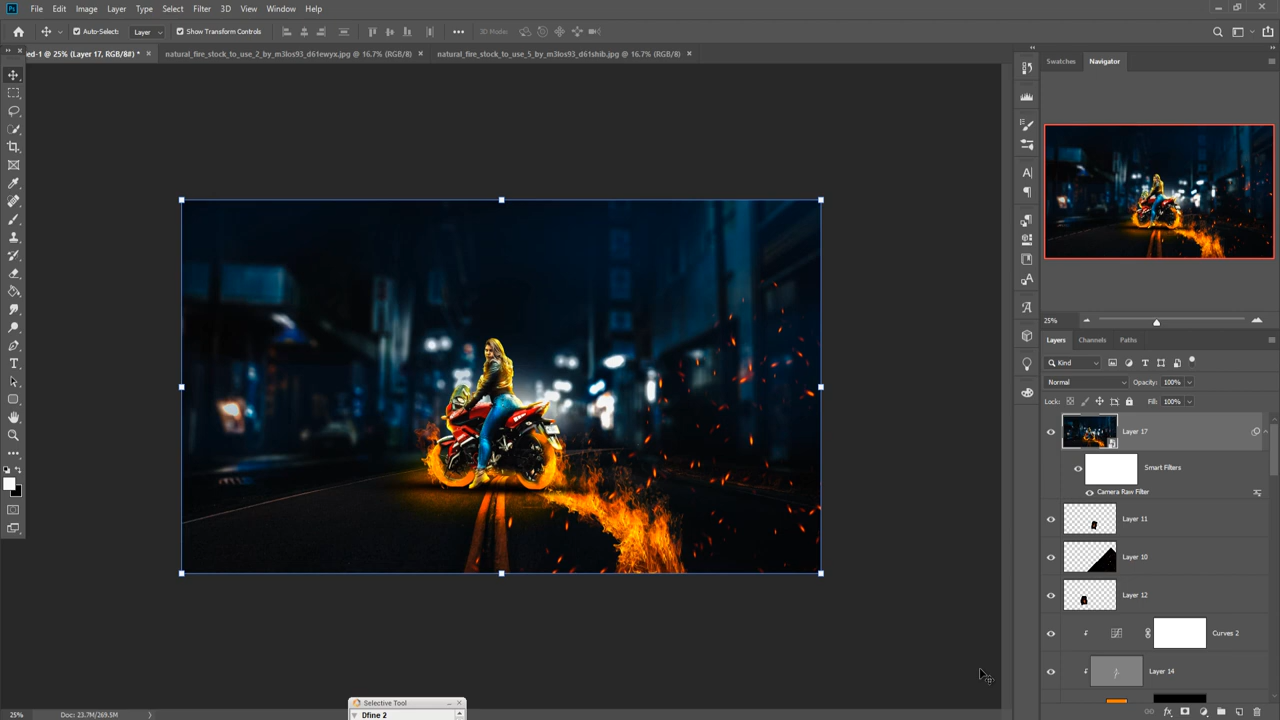 Ps File Edit Image Layer Type Select Filter 3D View Window Help
Auto-Select: Layer Show Transform Controls 3D Mode:
ed-1 @ 25% (Layer 17, RGB/8#) * × natural_fire_stock_to_use_2_by_m3los93_d61ewyx.jpg @ 16.7% (RGB/8) × natural_fire_stock_to_use_5_by_m3los93_d61shib.jpg @ 16.7% (RGB/8) ×
Swatches Navigator
25%
Layers Channels Paths
Kind
Normal Opacity: 100%
Lock: Fill: 100%
Layer 17
Smart Filters
Camera Raw Filter
Layer 11
Layer 10
Layer 12
Curves 2
Layer 14
Selective Tool
Dfine 2
25% Doc: 23.7M/269.5M